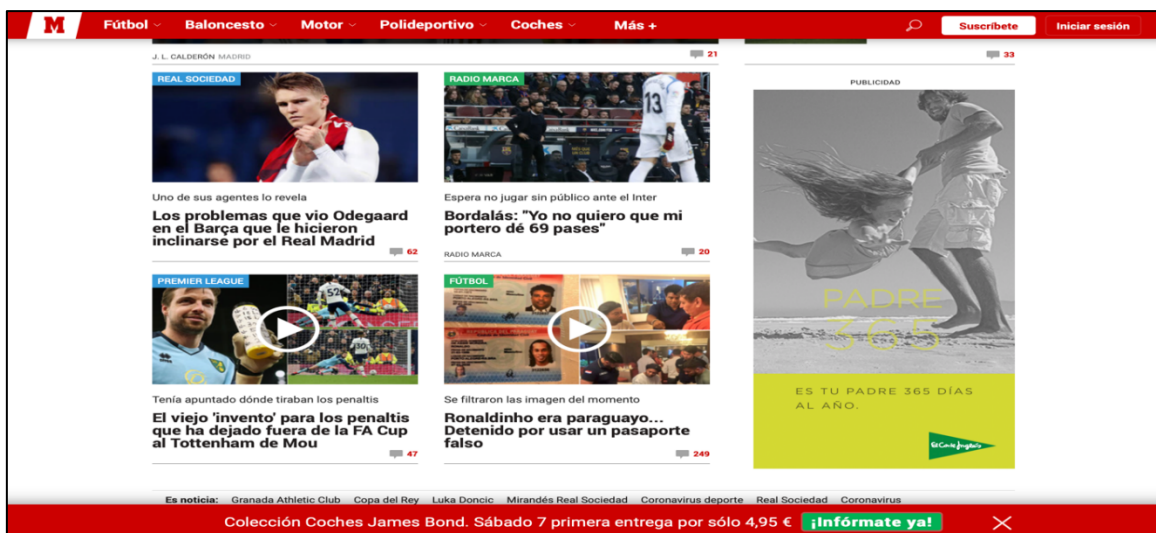 M Fútbol Baloncesto Motor Polideportivo Coches Más + Suscríbete Iniciar sesión
J. L. CALDERÓN MADRID 21
33
REAL SOCIEDAD
Uno de sus agentes lo revela
Los problemas que vio Odegaard
en el Barça que le hicieron
inclinarse por el Real Madrid
62
RADIO MARCA
13
Espera no jugar sin público ante el Inter
Bordalás: "Yo no quiero que mi
portero dé 69 pases"
RADIO MARCA 20
PREMIER LEAGUE
52
30
Tenía apuntado dónde tiraban los penaltis
El viejo 'invento' para los penaltis
que ha dejado fuera de la FA Cup
al Tottenham de Mou
47
FÚTBOL
Se filtraron las imagen del momento
Ronaldinho era paraguayo...
Detenido por usar un pasaporte
falso
249
PUBLICIDAD
PADRE
365
ES TU PADRE 365 DÍAS
AL AÑO.
El Corte Inglés
Es noticia: Granada Athletic Club Copa del Rey Luka Doncic Mirandés Real Sociedad Coronavirus deporte Real Sociedad Coronavirus
Colección Coches James Bond. Sábado 7 primera entrega por sólo 4,95 € ¡Infórmate ya!